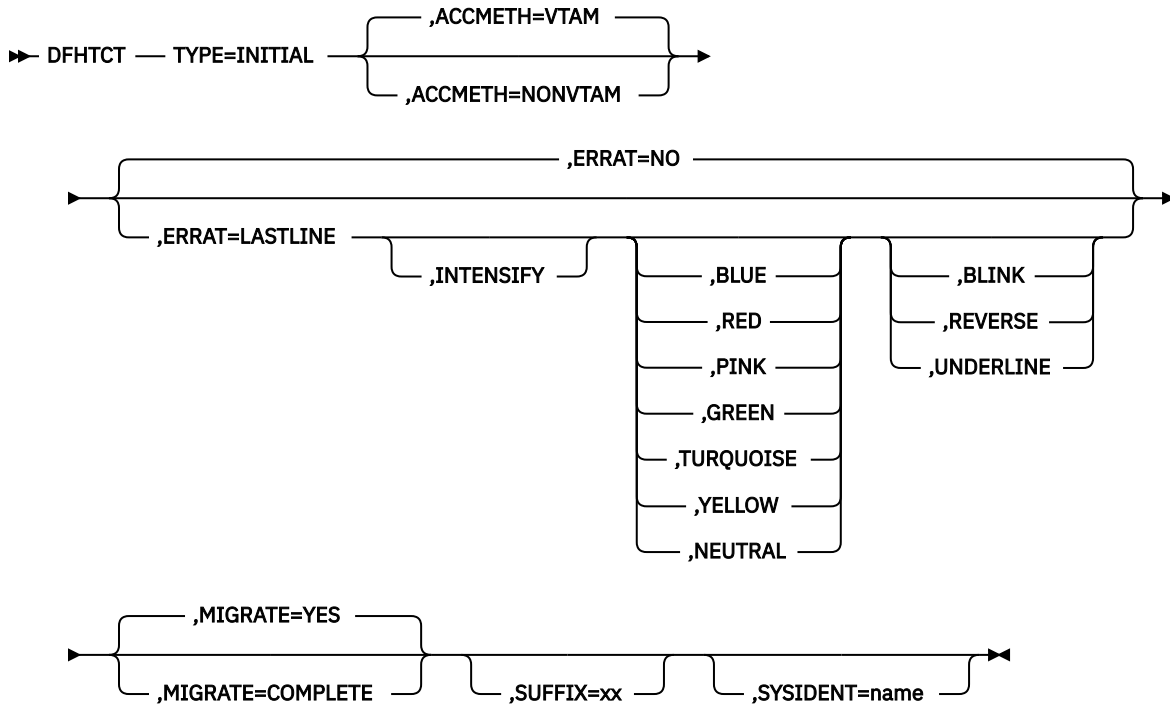 ,ACCMETH=VTAM
DFHTCT TYPE=INITIAL
,ACCMETH=NONVTAM
,ERRAT=NO
,ERRAT=LASTLINE
,INTENSIFY ,BLUE ,BLINK
,RED ,REVERSE
,PINK ,UNDERLINE
,GREEN
,TURQUOISE
,YELLOW
,NEUTRAL
,MIGRATE=YES
,MIGRATE=COMPLETE ,SUFFIX=xx ,SYSIDENT=name